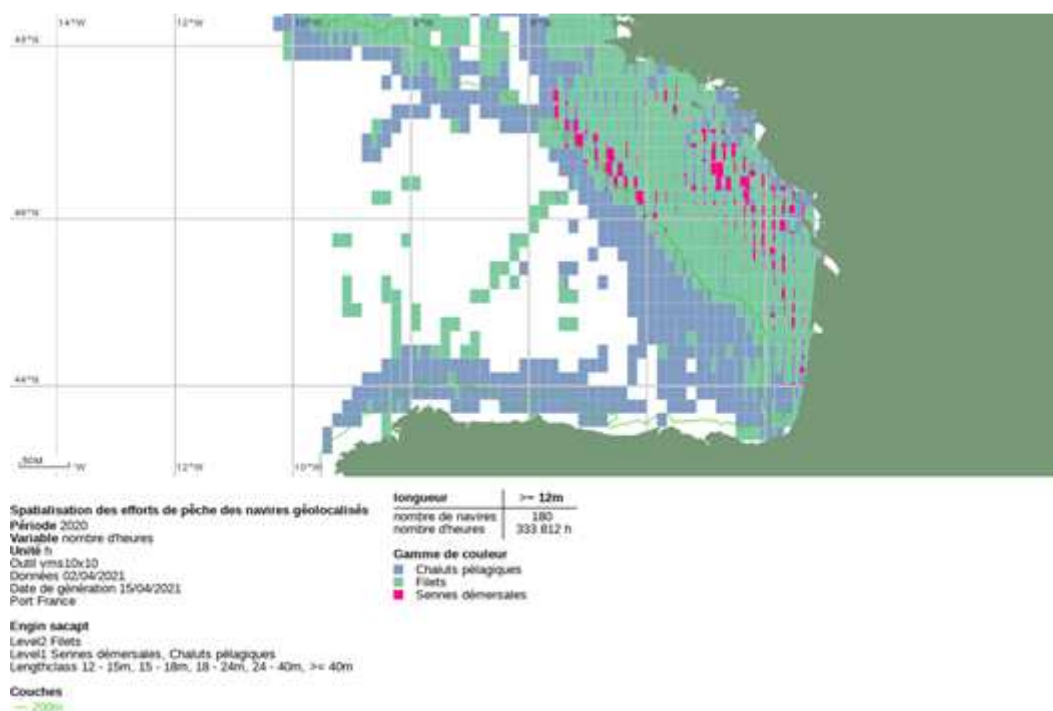 14°W 12°W 10°W 8°W 6°W
48°N
46°N
44°N
50M °W 12°W 10°W
Spatialisation des efforts de pêche des navires géolocalisés
Période 2020
Variable nombre d'heures
Unité h
Outil vms10x10
Données 02/04/2021
Date de génération 15/04/2021
Port France
Engin sacapt
Level2 Filets
Level1 Sennes démersales, Chaluts pélagiques
Lengthclass 12 - 15m, 15 - 18m, 18 - 24m, 24 - 40m, >= 40m
Couches
200m
longueur >= 12m
nombre de navires 180
nombre d'heures 333 812 h
Gamme de couleur
Chaluts pélagiques
Filets
Sennes démersales